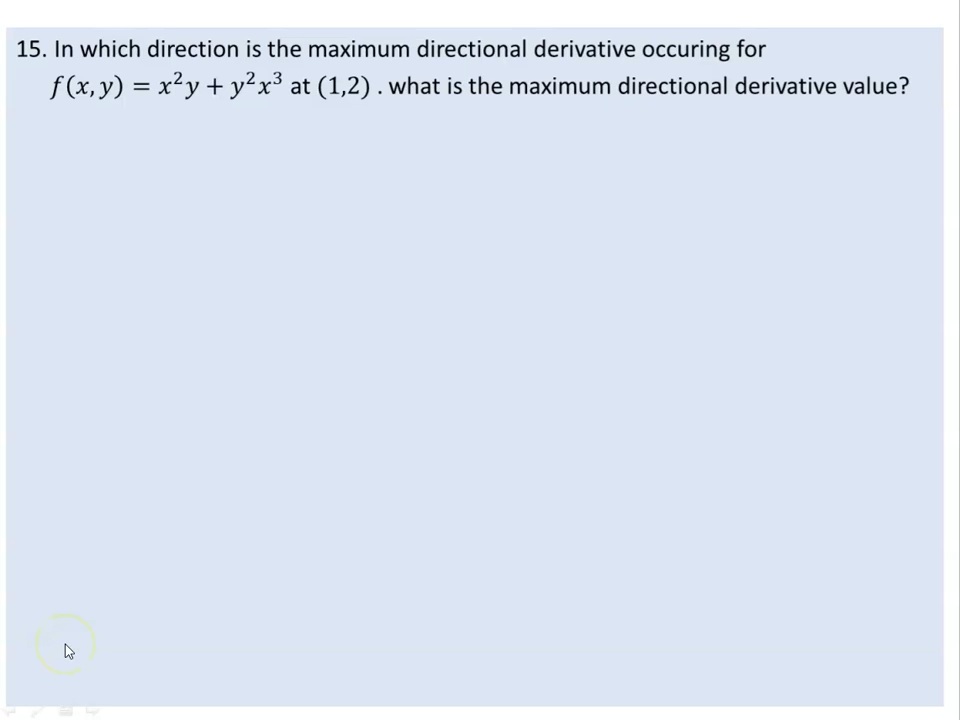 15. In which direction is the maximum directional derivative occuring for
f(x, y) = x²y + y²x³ at (1,2) . what is the maximum directional derivative value?